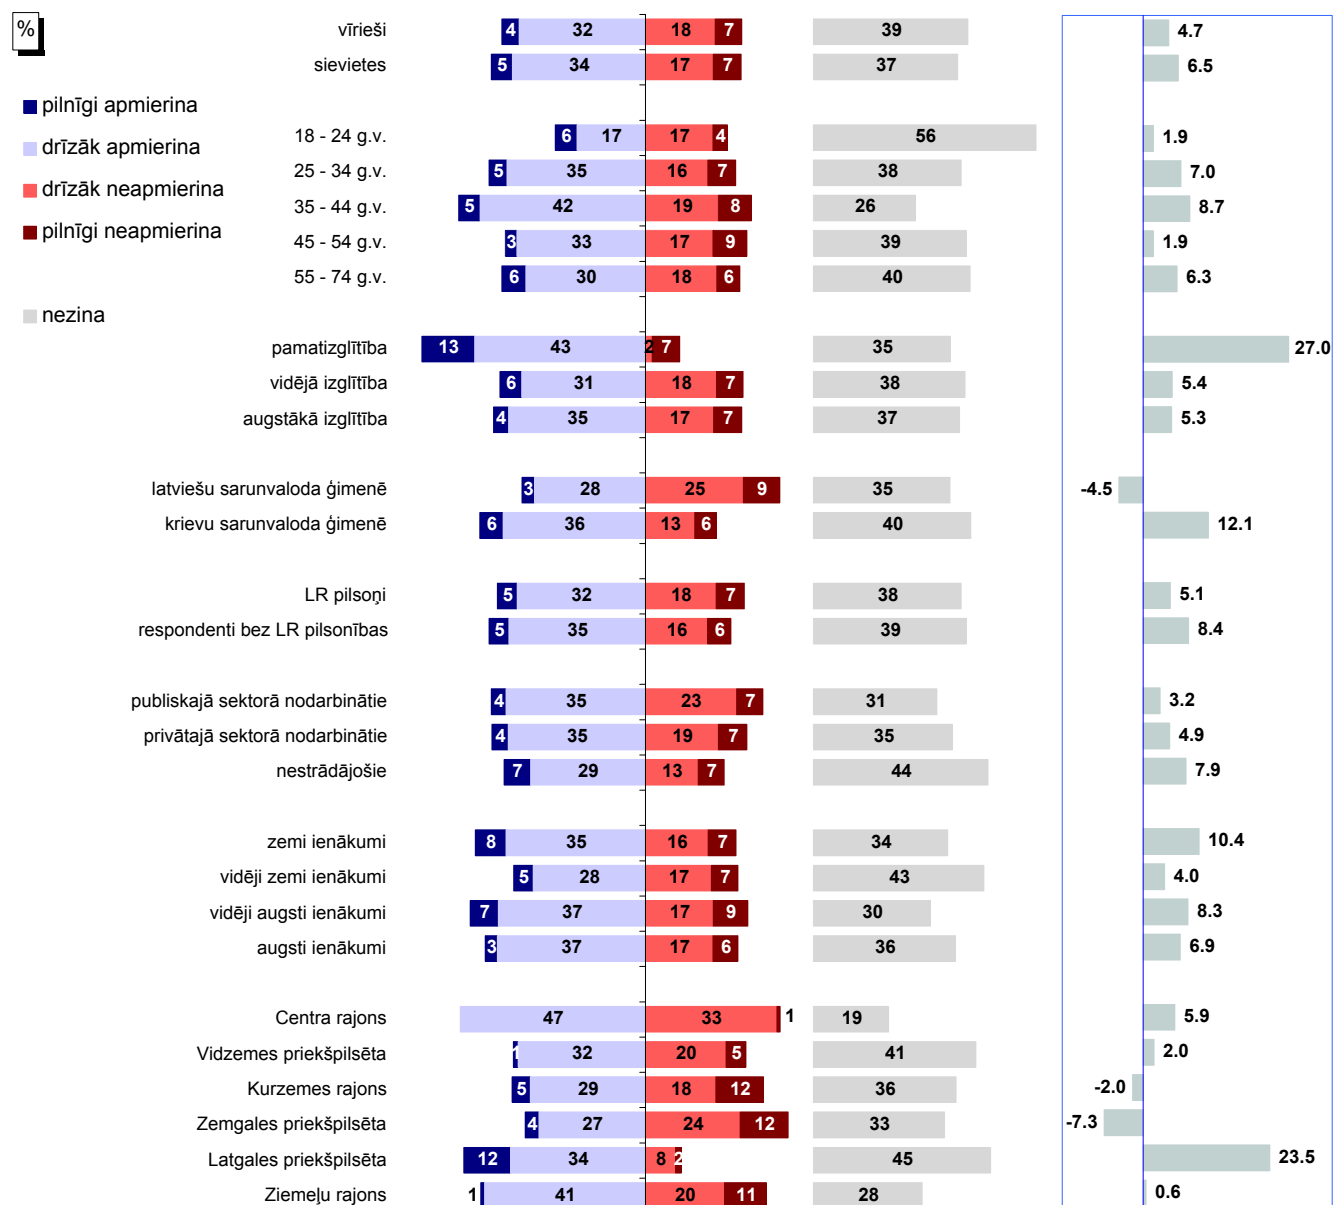 %
pilnīgi apmierina
drīzāk apmierina
drīzāk neapmierina
pilnīgi neapmierina
nezina
vīrieši 4 32 18 7 39 4.7
sievietes 5 34 17 7 37 6.5
18 - 24 g.v. 6 17 17 4 56 1.9
25 - 34 g.v. 5 35 16 7 38 7.0
35 - 44 g.v. 5 42 19 8 26 8.7
45 - 54 g.v. 3 33 17 9 39 1.9
55 - 74 g.v. 6 30 18 6 40 6.3
pamatizglītība 13 43 2 7 35 27.0
vidējā izglītība 6 31 18 7 38 5.4
augstākā izglītība 4 35 17 7 37 5.3
latviešu sarunvaloda ģimenē 3 28 25 9 35 -4.5
krievu sarunvaloda ģimenē 6 36 13 6 40 12.1
LR pilsoņi 5 32 18 7 38 5.1
respondenti bez LR pilsonības 5 35 16 6 39 8.4
publiskajā sektorā nodarbinātie 4 35 23 7 31 3.2
privātajā sektorā nodarbinātie 4 35 19 7 35 4.9
nestrādājošie 7 29 13 7 44 7.9
zemi ienākumi 8 35 16 7 34 10.4
vidēji zemi ienākumi 5 28 17 7 43 4.0
vidēji augsti ienākumi 7 37 17 9 30 8.3
augsti ienākumi 3 37 17 6 36 6.9
Centra rajons 47 33 1 19 5.9
Vidzemes priekšpilsēta 1 32 20 5 41 2.0
Kurzemes rajons 5 29 18 12 36 -2.0
Zemgales priekšpilsēta 4 27 24 12 33 -7.3
Latgales priekšpilsēta 12 34 8 2 45 23.5
Ziemeļu rajons 1 41 20 11 28 0.6